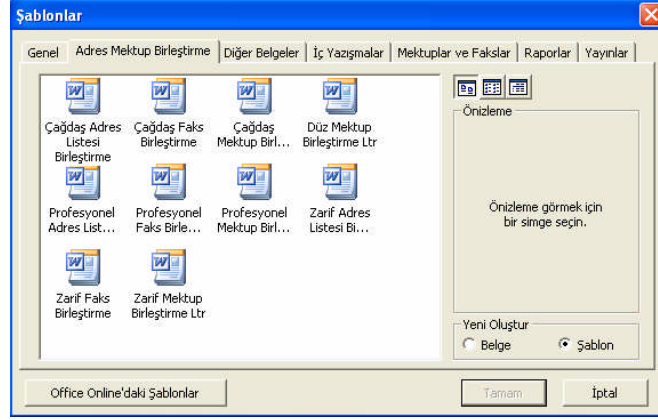 Şablonlar
Genel
Adres Mektup Birleştirme
Diğer Belgeler
İç Yazışmalar
Mektuplar ve Fakslar
Raporlar
Yayınlar
Çağdaş Adres
Listesi
Birleştirme
Çağdaş Faks
Birleştirme
Çağdaş
Mektup Birl...
Düz Mektup
Birleştirme Ltr
Profesyonel
Adres List...
Profesyonel
Faks Birle...
Profesyonel
Mektup Birl...
Zarif Adres
Listesi Bi...
Zarif Faks
Birleştirme
Zarif Mektup
Birleştirme Ltr
Önizleme
Önizleme görmek için
bir simge seçin.
Yeni Oluştur
Belge
Şablon
Office Online'daki Şablonlar
Tamam
İptal